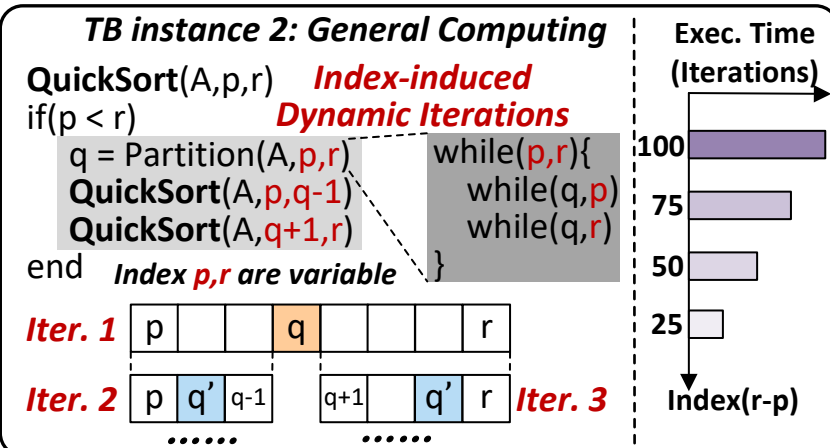 TB instance 2: General Computing
QuickSort(A,p,r)
Index-induced
Dynamic Iterations
if(p < r)
q = Partition(A,p,r)
QuickSort(A,p,q-1)
QuickSort(A,q+1,r)
end
while(p,r){
while(q,p)
while(q,r)
}
Index p,r are variable
Iter. 1
p q r
Iter. 2
p q' q-1
q+1 q' r
Iter. 3
......
......
Exec. Time
(Iterations)
100
75
50
25
Index(r-p)